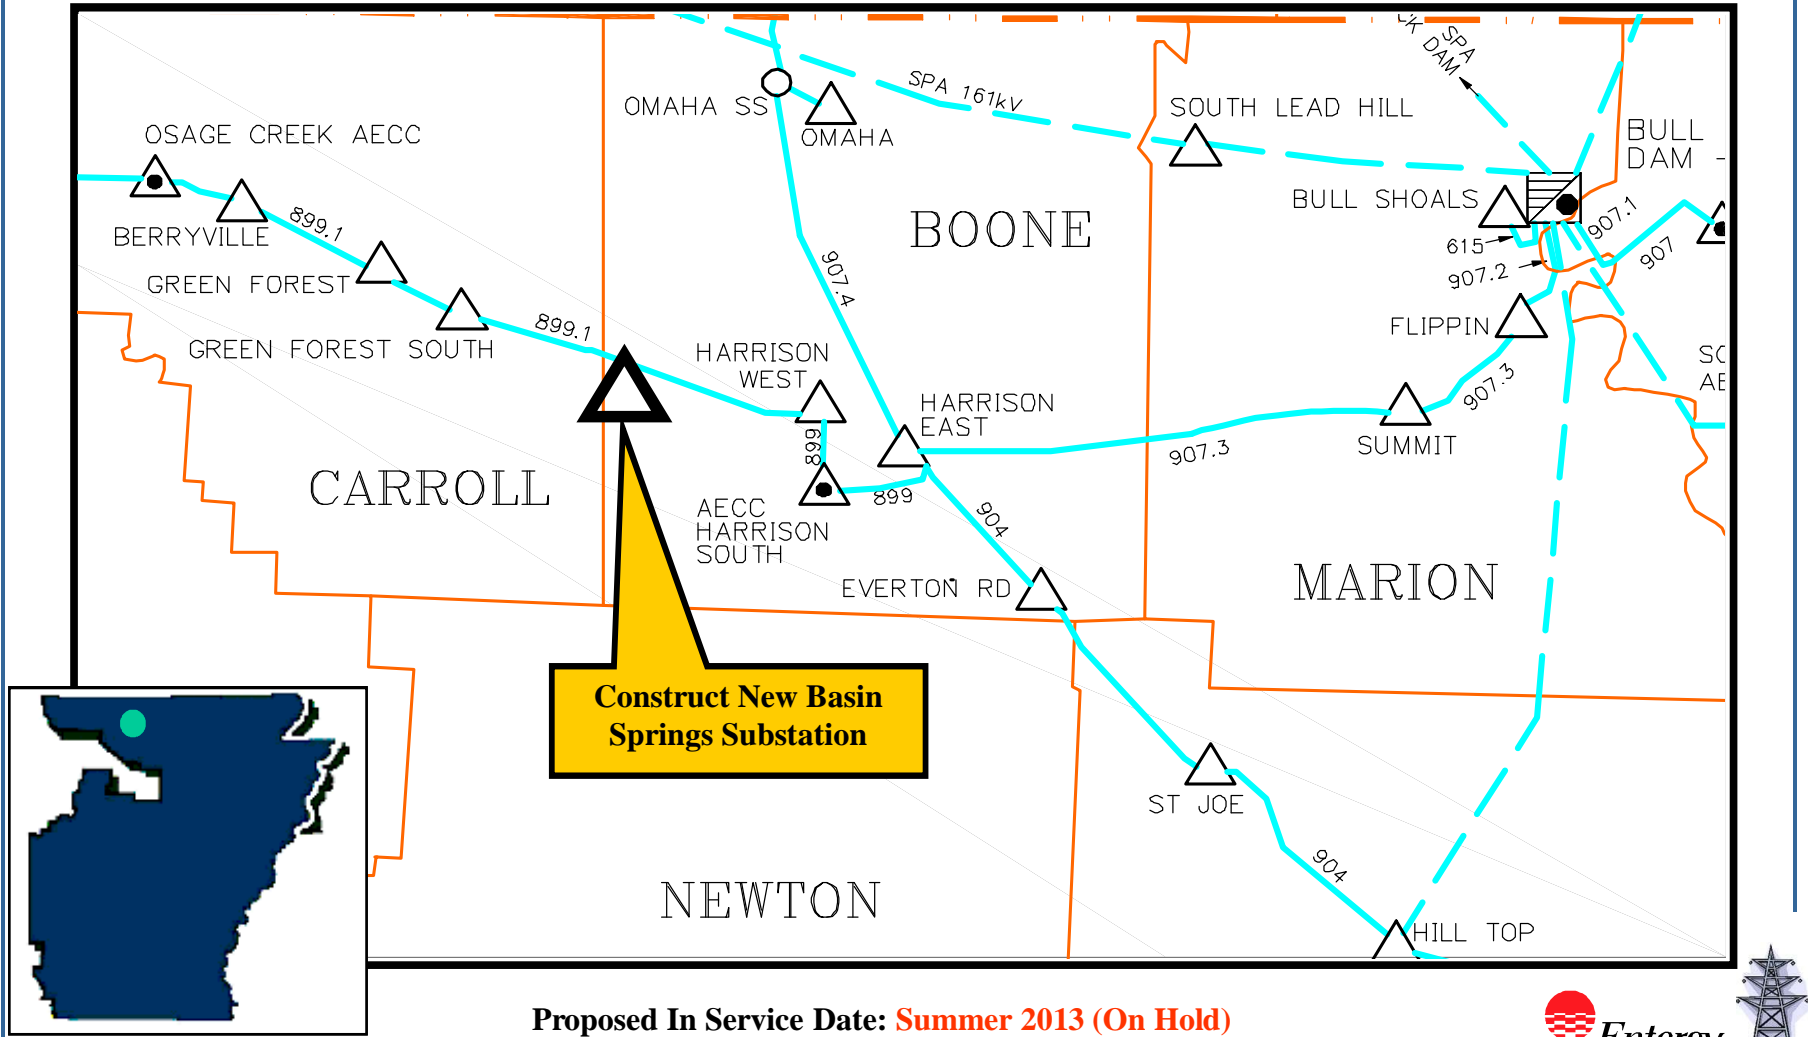 SPA
CK DAM
SPA 161kV
OMAHA SS
OMAHA
SOUTH LEAD HILL
BULL
DAM -
OSAGE CREEK AECC
BERRYVILLE
899.1
GREEN FOREST
GREEN FOREST SOUTH
899.1
BOONE
907.4
BULL SHOALS
615
907.2
907.1
907
FLIPPIN
907.3
SUMMIT
907.3
HARRISON
WEST
899
HARRISON
EAST
899
AECC
HARRISON
SOUTH
904
EVERTON RD
CARROLL
MARION
Construct New Basin
Springs Substation
ST JOE
904
NEWTON
HILL TOP
Proposed In Service Date: Summer 2013 (On Hold)
Entergy